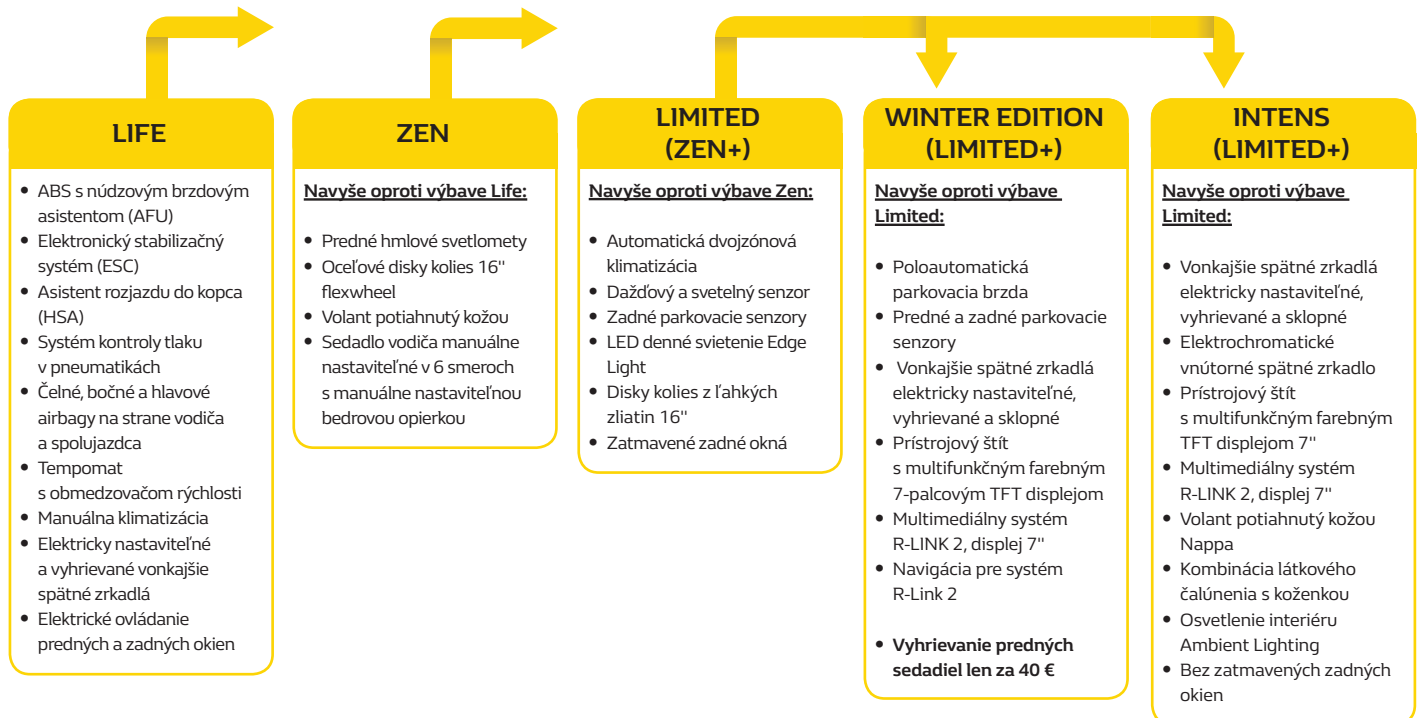 LIFE
• ABS s núdzovým brzdovým
asistentom (AFU)
• Elektronický stabilizačný
systém (ESC)
• Asistent rozjazdu do kopca
(HSA)
• Systém kontroly tlaku
v pneumatikách
• Čelné, bočné a hlavové
airbagy na strane vodiča
a spolujazdca
• Tempomat
s obmedzovačom rýchlosti
• Manuálna klimatizácia
• Elektricky nastaviteľné
a vyhrievané vonkajšie
spätné zrkadlá
• Elektrické ovládanie
predných a zadných okien
ZEN
Navyše oproti výbave Life:
• Predné hmlové svetlomety
• Oceľové disky kolies 16"
flexwheel
• Volant potiahnutý kožou
• Sedadlo vodiča manuálne
nastaviteľné v 6 smeroch
s manuálne nastaviteľnou
bedrovou opierkou
LIMITED
(ZEN+)
Navyše oproti výbave Zen:
• Automatická dvojzónová
klimatizácia
• Dažďový a svetelný senzor
• Zadné parkovacie senzory
• LED denné svietenie Edge
Light
• Disky kolies z ľahkých
zliatin 16"
• Zatmavené zadné okná
WINTER EDITION
(LIMITED+)
Navyše oproti výbave
Limited:
• Poloautomatická
parkovacia brzda
• Predné a zadné parkovacie
senzory
• Vonkajšie spätné zrkadlá
elektricky nastaviteľné,
vyhrievané a sklopné
• Prístrojový štít
s multifunkčným farebným
7-palcovým TFT displejom
• Multimediálny systém
R-LINK 2, displej 7"
• Navigácia pre systém
R-Link 2
• Vyhrievanie predných
sedadiel len za 40 €
INTENS
(LIMITED+)
Navyše oproti výbave
Limited:
• Vonkajšie spätné zrkadlá
elektricky nastaviteľné,
vyhrievané a sklopné
• Elektrochromatické
vnútorné spätné zrkadlo
• Prístrojový štít
s multifunkčným farebným
TFT displejom 7"
• Multimediálny systém
R-LINK 2, displej 7"
• Volant potiahnutý kožou
Nappa
• Kombinácia látkového
čalúnenia s koženkou
• Osvetlenie interiéru
Ambient Lighting
• Bez zatmavených zadných
okien